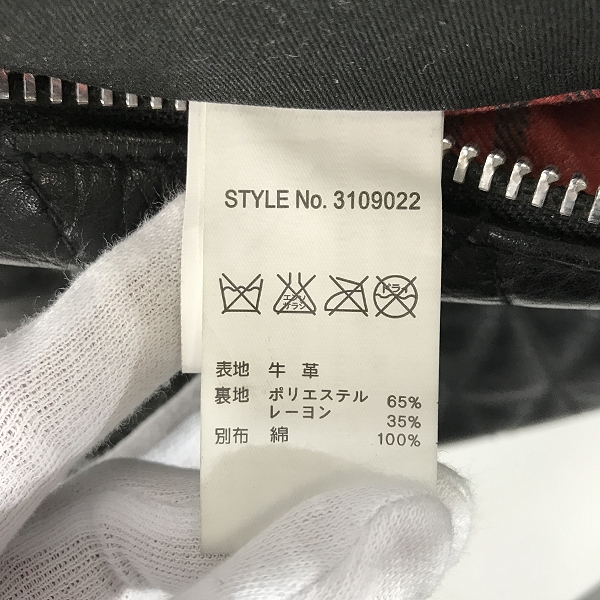 STYLE No. 3109022
エンソ サラシ ドライ
表地 牛 革
裏地 ポリエステル 65%
レーヨン 35%
別布 綿 100%